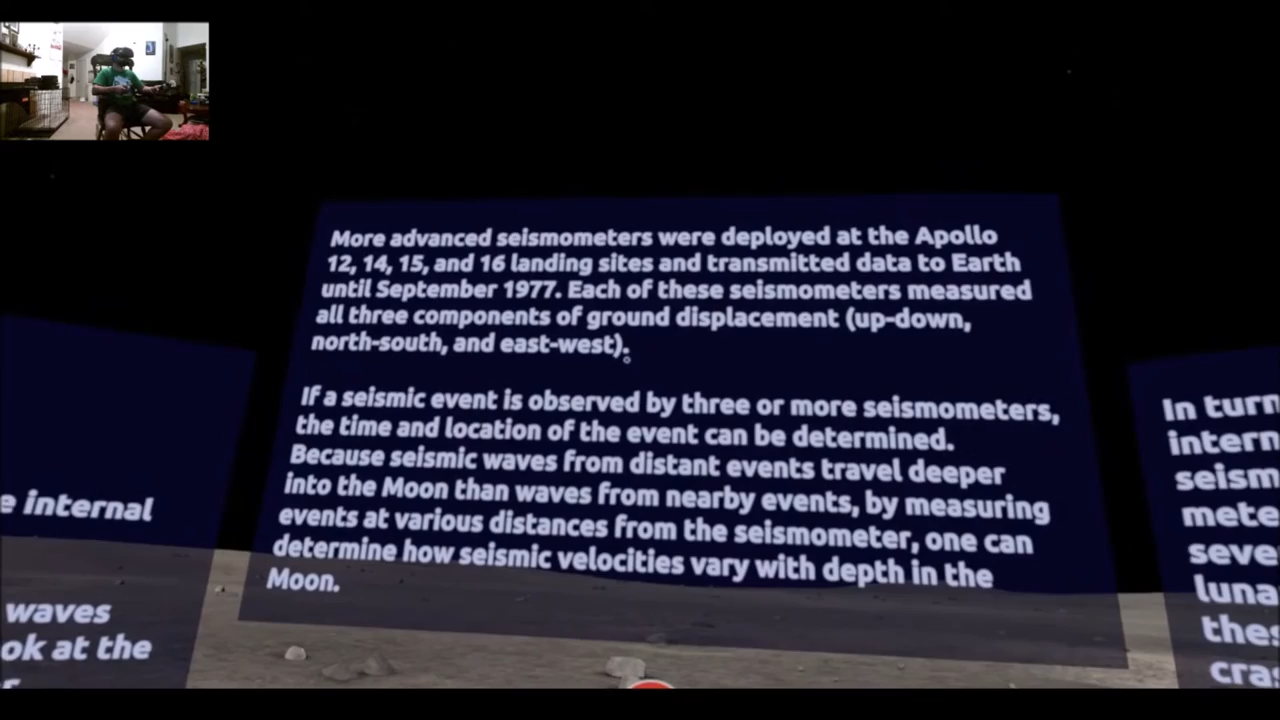 More advanced seismometers were deployed at the Apollo
12, 14, 15, and 16 landing sites and transmitted data to Earth
until September 1977. Each of these seismometers measured
all three components of ground displacement (up-down,
north-south, and east-west).
If a seismic event is observed by three or more seismometers,
the time and location of the event can be determined.
Because seismic waves from distant events travel deeper
into the Moon than waves from nearby events, by measuring
events at various distances from the seismometer, one can
determine how seismic velocities vary with depth in the
Moon.
e internal
waves
ok at the
In turn
intern
seism
mete
seve
luna
thes
cras